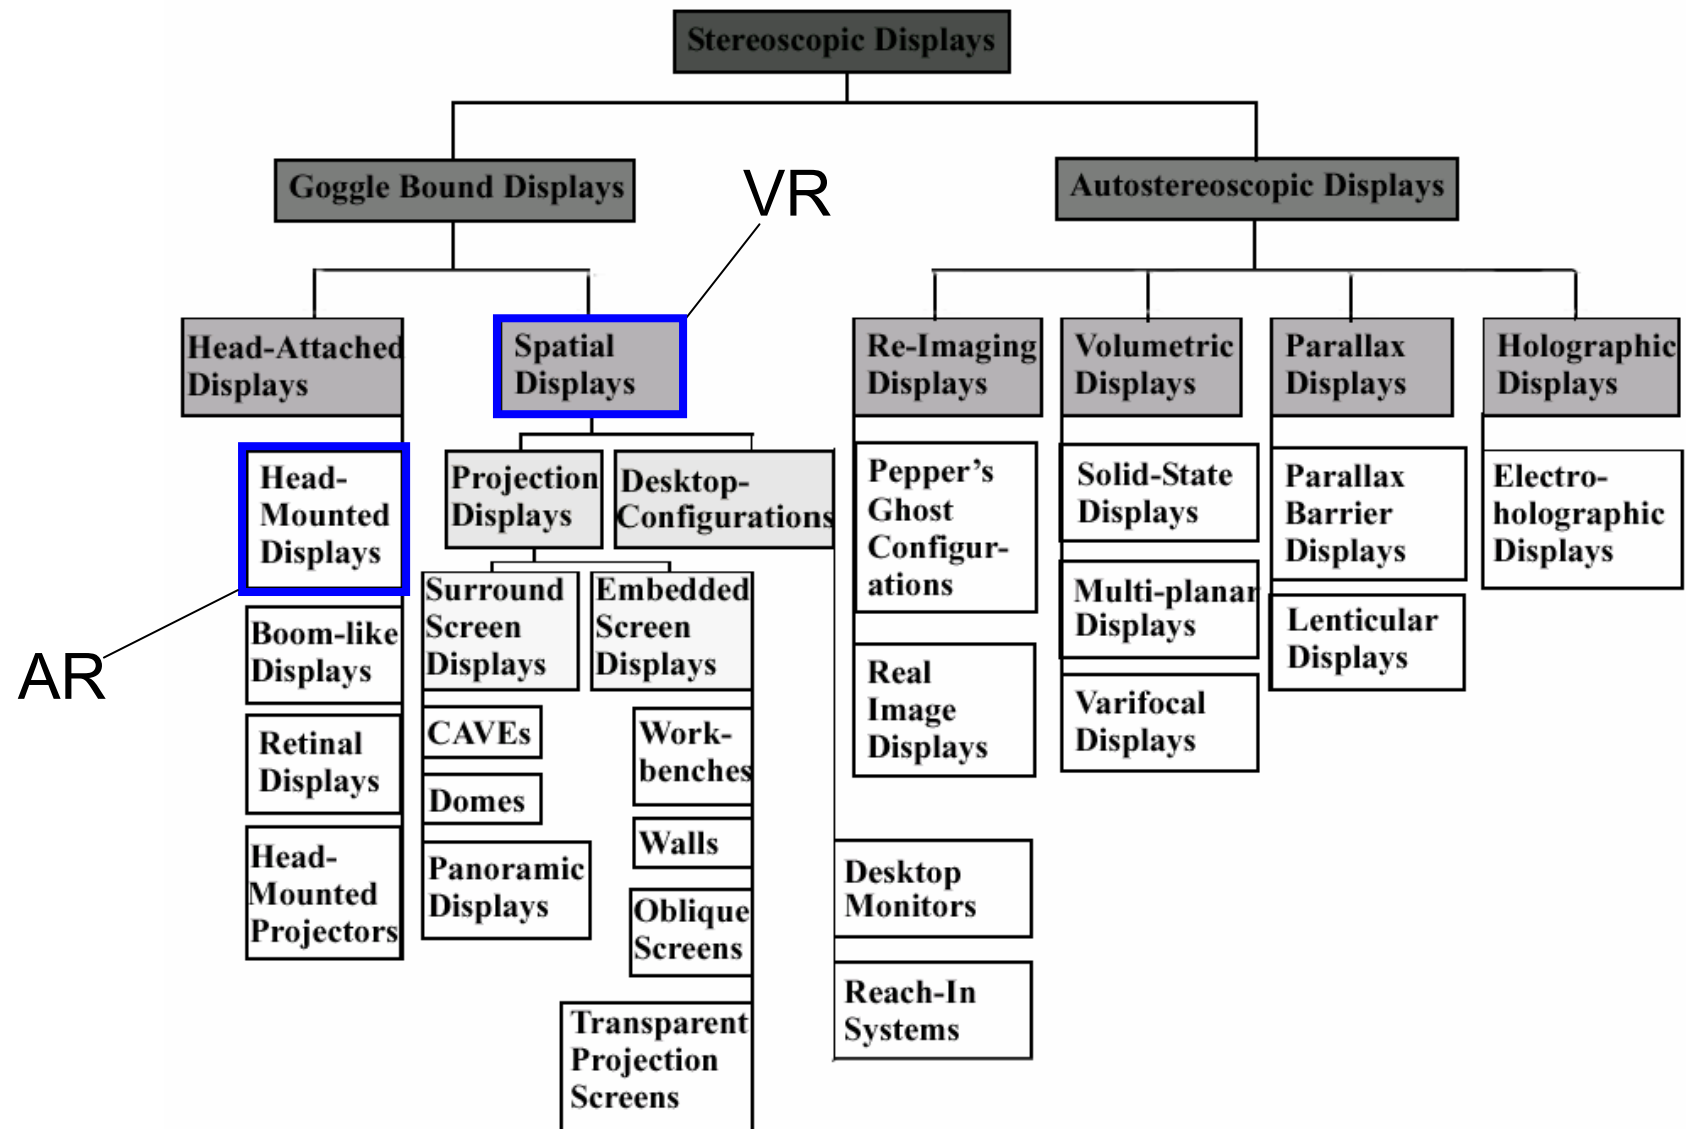 Stereoscopic Displays
Goggle Bound Displays
VR
Autostereoscopic Displays
Head-Attached
Displays
Spatial
Displays
Re-Imaging
Displays
Volumetric
Displays
Parallax
Displays
Holographic
Displays
Head-
Mounted
Displays
AR
Boom-like
Displays
Retinal
Displays
Head-
Mounted
Projectors
Projection
Displays
Desktop-
Configurations
Surround
Screen
Displays
Embedded
Screen
Displays
CAVEs
Domes
Panoramic
Displays
Work-
benches
Walls
Oblique
Screens
Transparent
Projection
Screens
Desktop
Monitors
Reach-In
Systems
Pepper's
Ghost
Configur-
ations
Real
Image
Displays
Solid-State
Displays
Multi-planar
Displays
Varifocal
Displays
Parallax
Barrier
Displays
Lenticular
Displays
Electro-
holographic
Displays